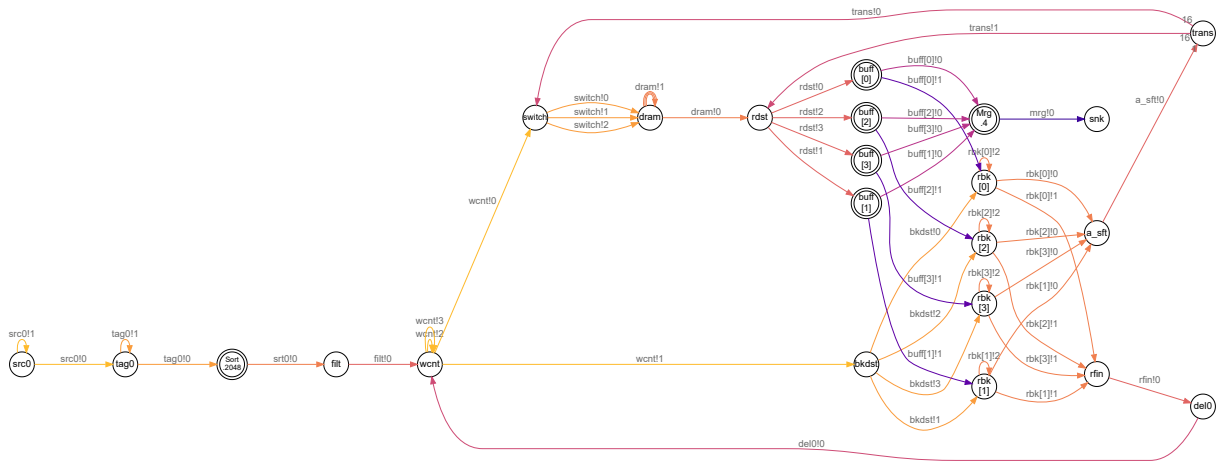 trans!0
16
trans
16
trans!1
buff
[0]
buff[0]!0
buff[0]!1
dram!1
rdst!0
switch!0
switch!1
switch!2
switch
dram
dram!0
rdst
rdst!2
rdst!3
rdst!1
buff
[2]
buff[2]!0
buff[3]!0
buff[1]!0
Mrg
.4
mrg!0
snk
a_sft!0
buff
[3]
buff
[1]
rbk[0]!2
rbk
[0]
rbk[0]!0
rbk[0]!1
buff[2]!1
wcnt!0
bkdst!0
rbk[2]!2
rbk
[2]
rbk[2]!0
a_sft
rbk[3]!0
rbk[1]!0
buff[3]!1
rbk[3]!2
rbk
[3]
bkdst!2
rbk[2]!1
wcnt!3
wcnt!2
src0!1
tag0!1
src0
src0!0
tag0
tag0!0
Sort
.2048
srt0!0
filt
filt!0
wcnt
wcnt!1
bkdst
buff[1]!1
rbk[1]!2
rbk[3]!1
rfin
rfin!0
bkdst!3
rbk
[1]
rbk[1]!1
bkdst!1
del0
del0!0